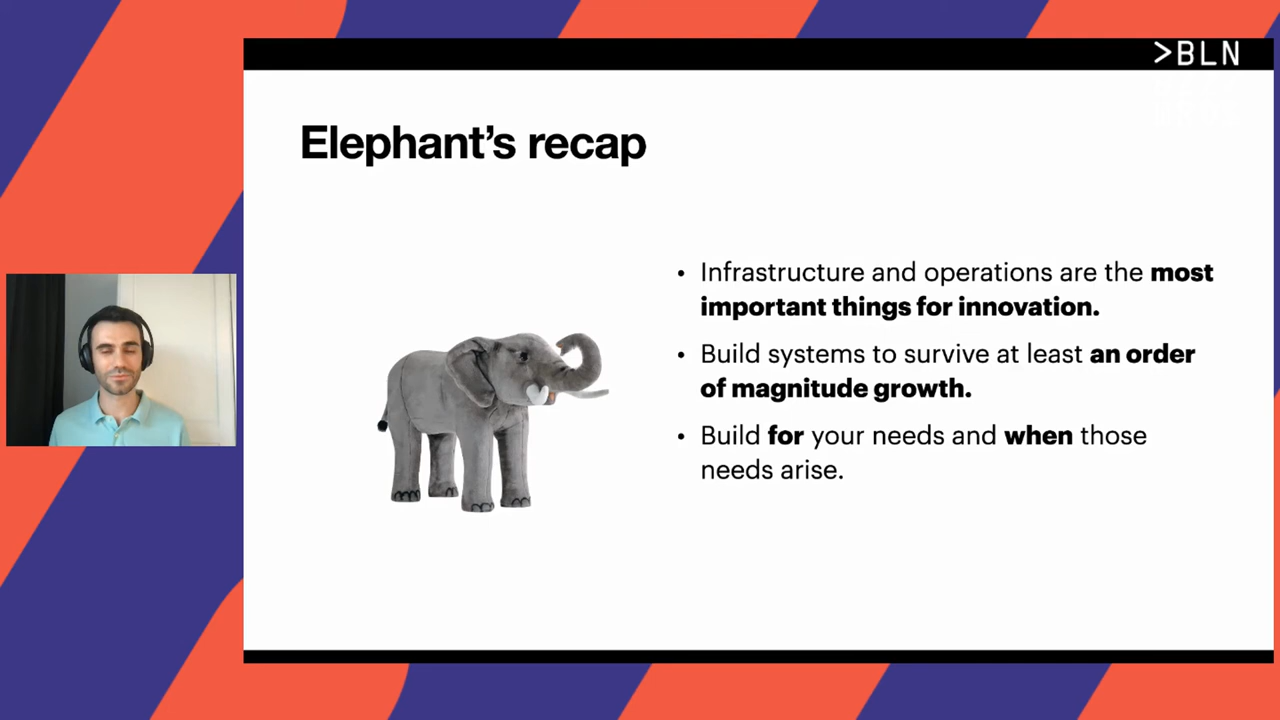 >BLN
Elephant's recap
• Infrastructure and operations are the most
important things for innovation.
• Build systems to survive at least an order
of magnitude growth.
• Build for your needs and when those
needs arise.